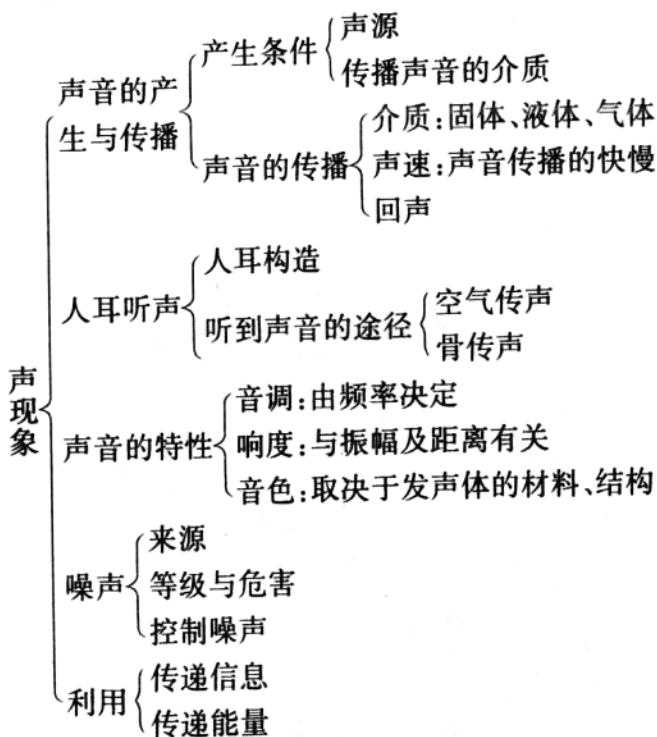 声现象
声音的产
生与传播
产生条件
声源
传播声音的介质
声音的传播
介质:固体、液体、气体
声速:声音传播的快慢
回声
人耳听声
人耳构造
听到声音的途径
空气传声
骨传声
声音的特性
音调:由频率决定
响度:与振幅及距离有关
音色:取决于发声体的材料、结构
噪声
来源
等级与危害
控制噪声
利用
传递信息
传递能量